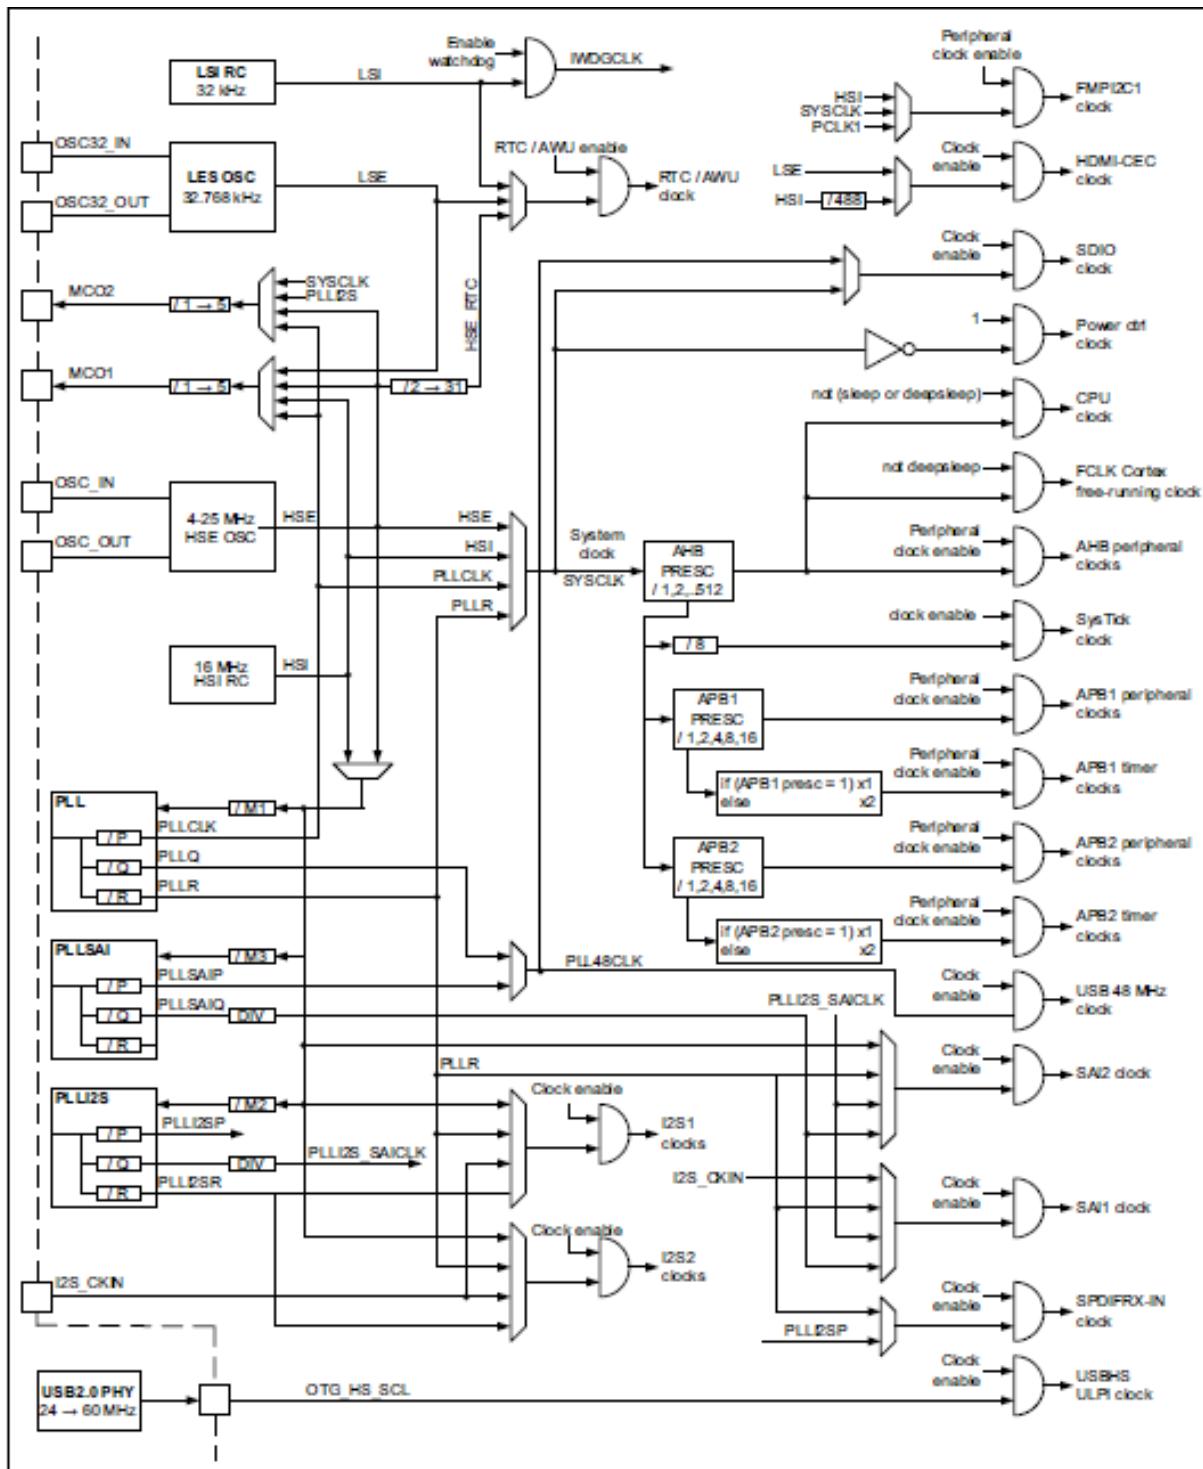 Enable
watchdog
IWDGCLK
LSI RC
32 kHz
LSI
Peripheral
clock enable
FMPI2C1
clock
HSI
SYSCLK
PCLK1
OSC32_IN
OSC32_OUT
LES OSC
32.768 kHz
LSE
RTC / AWU enable
RTC / AWU
clock
LSE
HSI
/ 488
Clock
enable
HDMI-CEC
clock
MCO2
/ 1 → 5
SYSCLK
PLLI2S
HSE_RTC
Clock
enable
SDIO
clock
1
Power ctrl
clock
MCO1
/ 1 → 5
/ 2 → 31
not (sleep or deepsleep)
CPU
clock
not deepsleep
FCLK Cortex
free-running clock
OSC_IN
OSC_OUT
4-25 MHz
HSE OSC
HSE
HSE
HSI
PLLCLK
PLLR
System
clock
SYSCLK
AHB
PRESC
/ 1,2,..512
Peripheral
clock enable
AHB peripheral
clocks
clock enable
SysTick
clock
/ 8
16 MHz
HSI RC
HSI
APB1
PRESC
/ 1,2,4,8,16
Peripheral
clock enable
APB1 peripheral
clocks
if (APB1 presc = 1) x1
else x2
Peripheral
clock enable
APB1 timer
clocks
PLL
/ M1
/ P
PLLCLK
/ Q
PLLQ
/ R
PLLR
APB2
PRESC
/ 1,2,4,8,16
Peripheral
clock enable
APB2 peripheral
clocks
if (APB2 presc = 1) x1
else x2
Peripheral
clock enable
APB2 timer
clocks
PLLSAI
/ M3
/ P
PLLSAIP
/ Q
PLLSAIQ
DIV
/ R
PLL48CLK
PLLI2S_SAICLK
Clock
enable
USB 48 MHz
clock
PLLR
Clock
enable
SAI2 clock
PLLI2S
/ M2
/ P
PLLI2SP
/ Q
DIV
PLLI2S_SAICLK
/ R
PLLI2SR
Clock enable
I2S1
clocks
I2S_CKIN
Clock
enable
SAI1 clock
Clock enable
I2S2
clocks
I2S_CKIN
PLLI2SP
Clock
enable
SPDIFRX-IN
clock
USB2.0 PHY
24 → 60 MHz
OTG_HS_SCL
Clock
enable
USBHS
ULPI clock